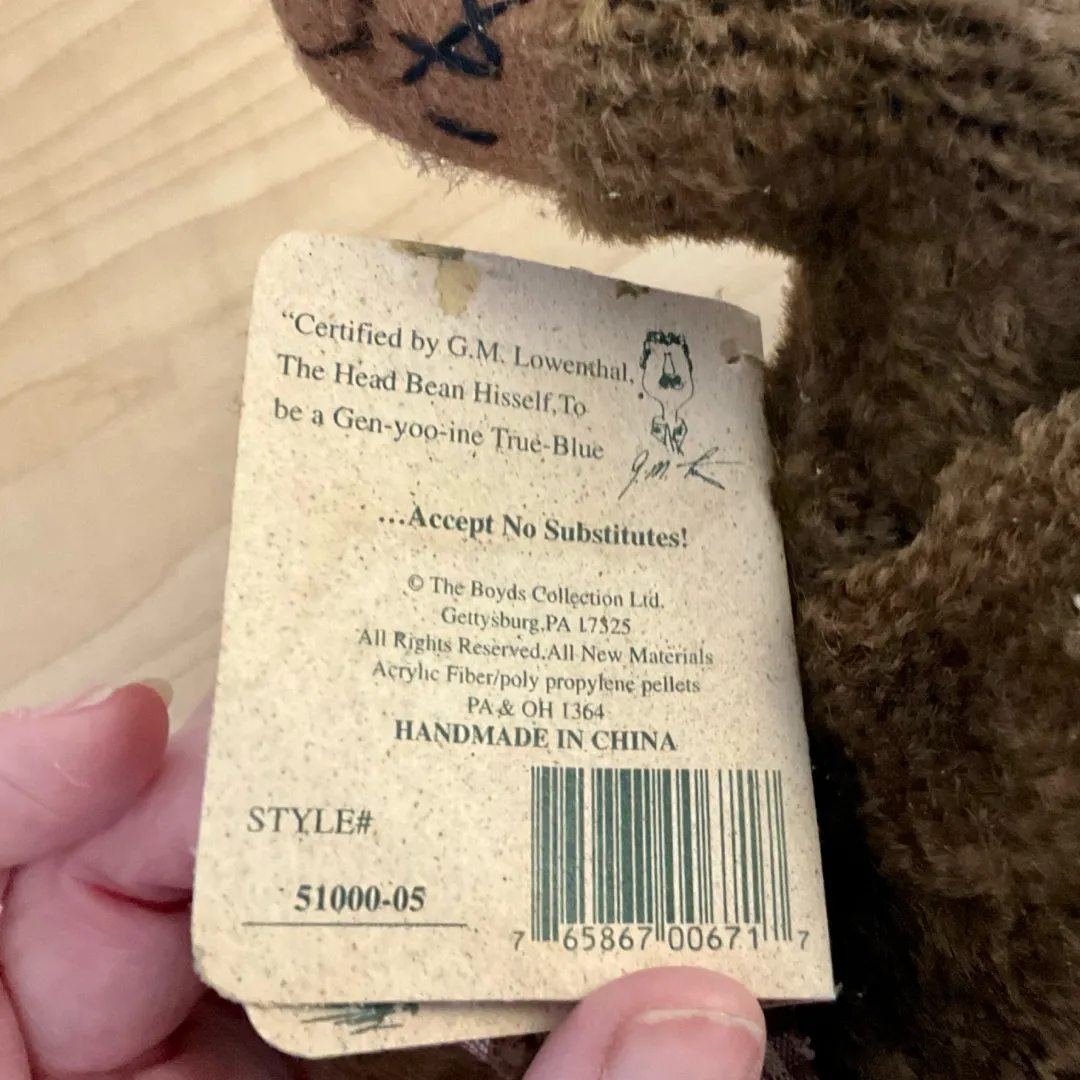 “Certified by G.M. Lowenthal,
The Head Bean Hisself,To
be a Gen-yoo-ine True-Blue
...Accept No Substitutes!
© The Boyds Collection Ltd.
Gettysburg,PA 17325
All Rights Reserved.All New Materials
Acrylic Fiber/poly propylene pellets
PA & OH 1364
HANDMADE IN CHINA
STYLE#
51000-05
7 65867 00671 7